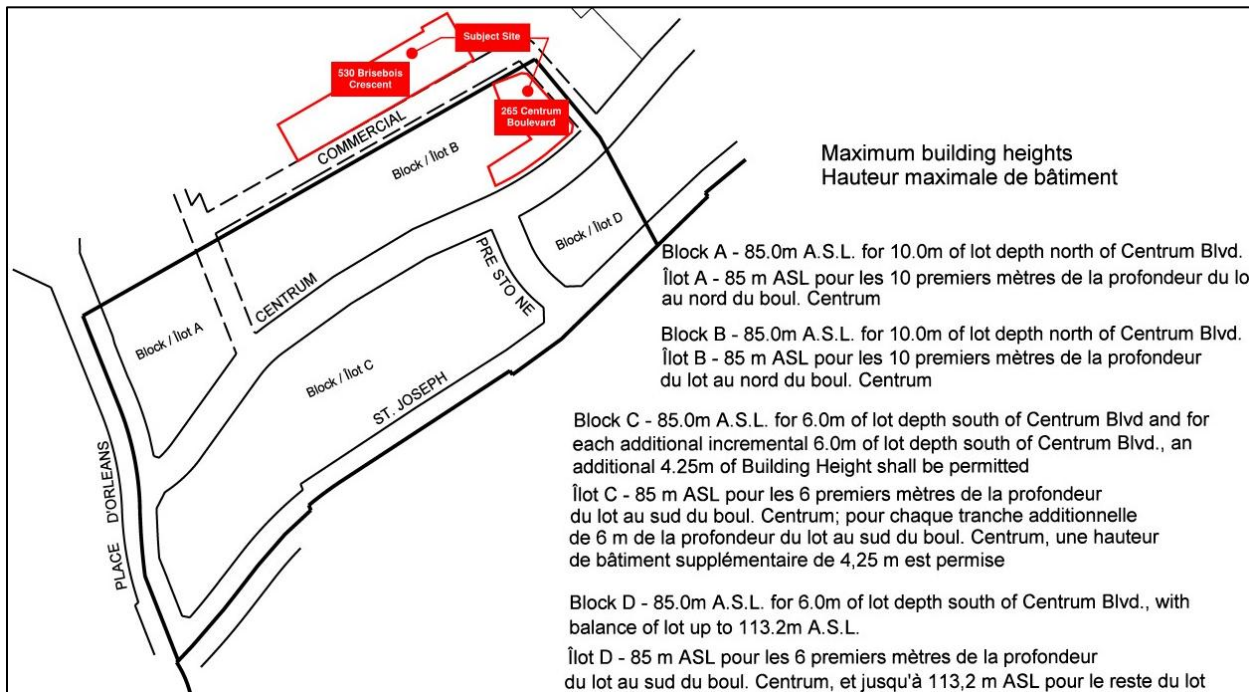 Subject Site
530 Brisebois
Crescent
265 Centrum
Boulevard
COMMERCIAL
Block / Îlot B
Block / Îlot D
PRESTONE
CENTRUM
Block / Îlot A
Block / Îlot C
ST. JOSEPH
PLACE D'ORLEANS
Maximum building heights
Hauteur maximale de bâtiment
Block A - 85.0m A.S.L. for 10.0m of lot depth north of Centrum Blvd.
Îlot A - 85 m ASL pour les 10 premiers mètres de la profondeur du lo
au nord du boul. Centrum
Block B - 85.0m A.S.L. for 10.0m of lot depth north of Centrum Blvd.
Îlot B - 85 m ASL pour les 10 premiers mètres de la profondeur
du lot au nord du boul. Centrum
Block C - 85.0m A.S.L. for 6.0m of lot depth south of Centrum Blvd and for
each additional incremental 6.0m of lot depth south of Centrum Blvd., an
additional 4.25m of Building Height shall be permitted
Îlot C - 85 m ASL pour les 6 premiers mètres de la profondeur
du lot au sud du boul. Centrum; pour chaque tranche additionnelle
de 6 m de la profondeur du lot au sud du boul. Centrum, une hauteur
de bâtiment supplémentaire de 4,25 m est permise
Block D - 85.0m A.S.L. for 6.0m of lot depth south of Centrum Blvd., with
balance of lot up to 113.2m A.S.L.
Îlot D - 85 m ASL pour les 6 premiers mètres de la profondeur
du lot au sud du boul. Centrum, et jusqu'à 113,2 m ASL pour le reste du lot